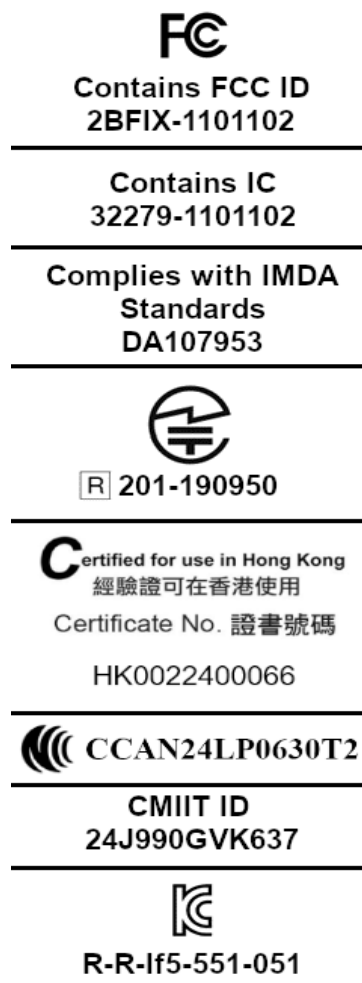 FC
Contains FCC ID
2BFIX-1101102
Contains IC
32279-1101102
Complies with IMDA
Standards
DA107953
R 201-190950
Certified for use in Hong Kong
經驗證可在香港使用
Certificate No. 證書號碼
HK0022400066
CCAN24LP0630T2
CMIIT ID
24J990GVK637
R-R-If5-551-051